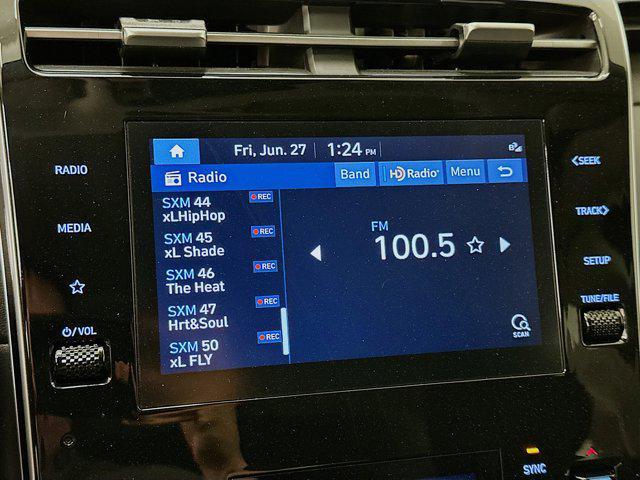 Fri, Jun. 27 1:24 PM
Radio Band HD Radio Menu
SXM 44 REC
xLHipHop
SXM 45 REC
xL Shade
SXM 46 REC
The Heat
SXM 47 REC
Hrt&Soul
SXM 50 REC
xL FLY
FM
100.5
SCAN
RADIO
MEDIA
VOL
<SEEK
TRACK>
SETUP
TUNE/FILE
SYNC